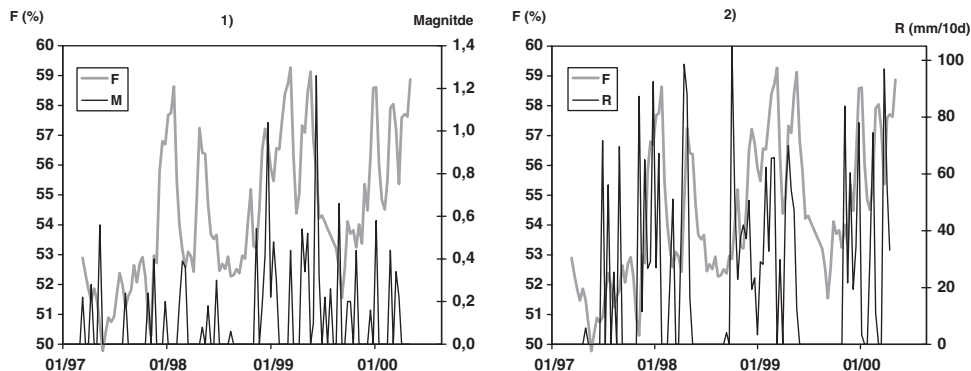 F (%) 1) Magnitde
60 1,4
59
58 1,2
57 1,0
56 0,8
55
54 0,6
53 0,4
52
51 0,2
50 0,0
F
M
01/97 01/98 01/99 01/00
F (%) 2) R (mm/10d)
60
59 100
58
57 80
56
55 60
54 40
53
52 20
51
50 0
F
R
01/97 01/98 01/99 01/00